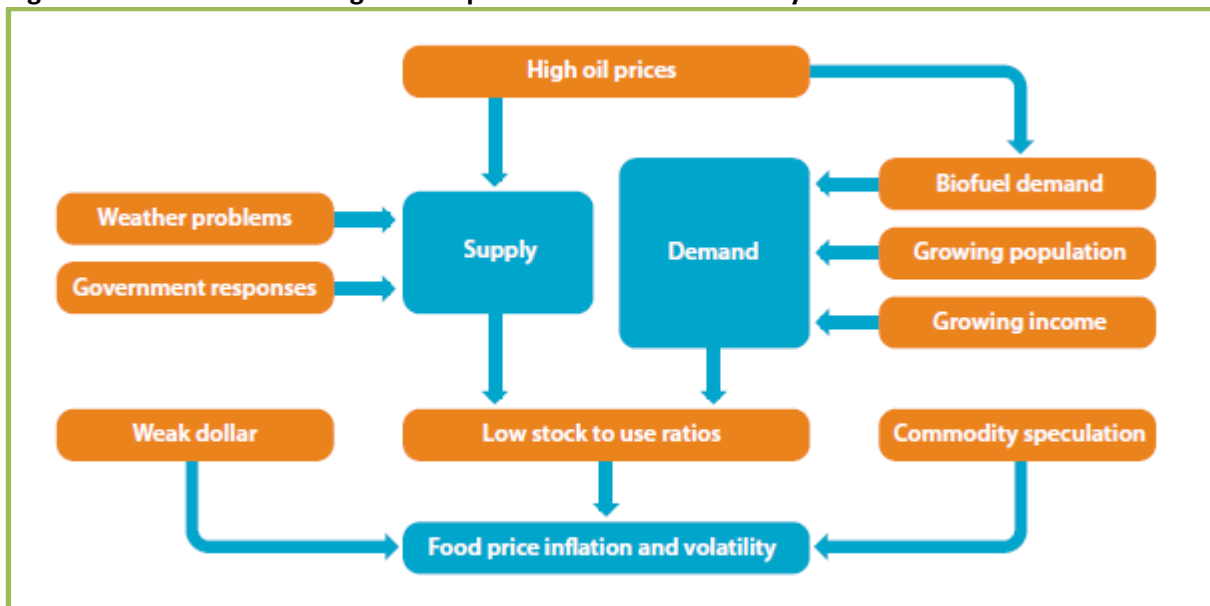 High oil prices
Biofuel demand
Weather problems
Supply
Demand
Growing population
Government responses
Growing income
Weak dollar
Low stock to use ratios
Commodity speculation
Food price inflation and volatility